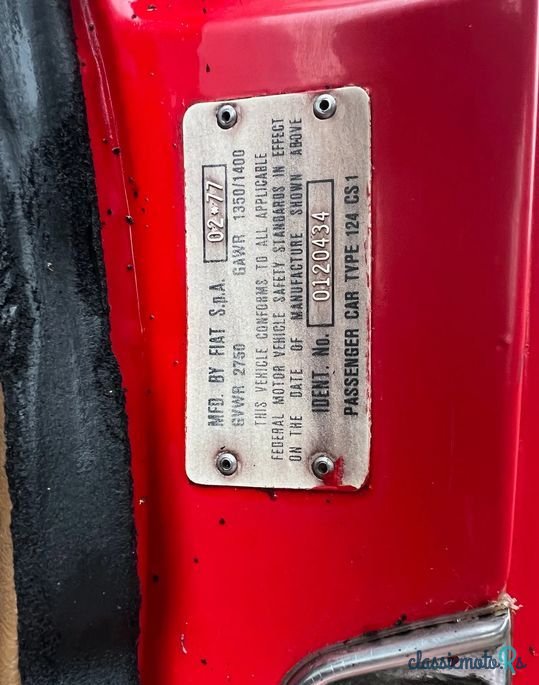 MFD. BY FIAT S.p.A. 02·77
GVWR 2750 GAWR 1350/1400
THIS VEHICLE CONFORMS TO ALL APPLICABLE
FEDERAL MOTOR VEHICLE SAFETY STANDARDS IN EFFECT
ON THE DATE OF MANUFACTURE SHOWN ABOVE
IDENT. No. 0120434
PASSENGER CAR TYPE 124 CS1
classicmoto.Rs